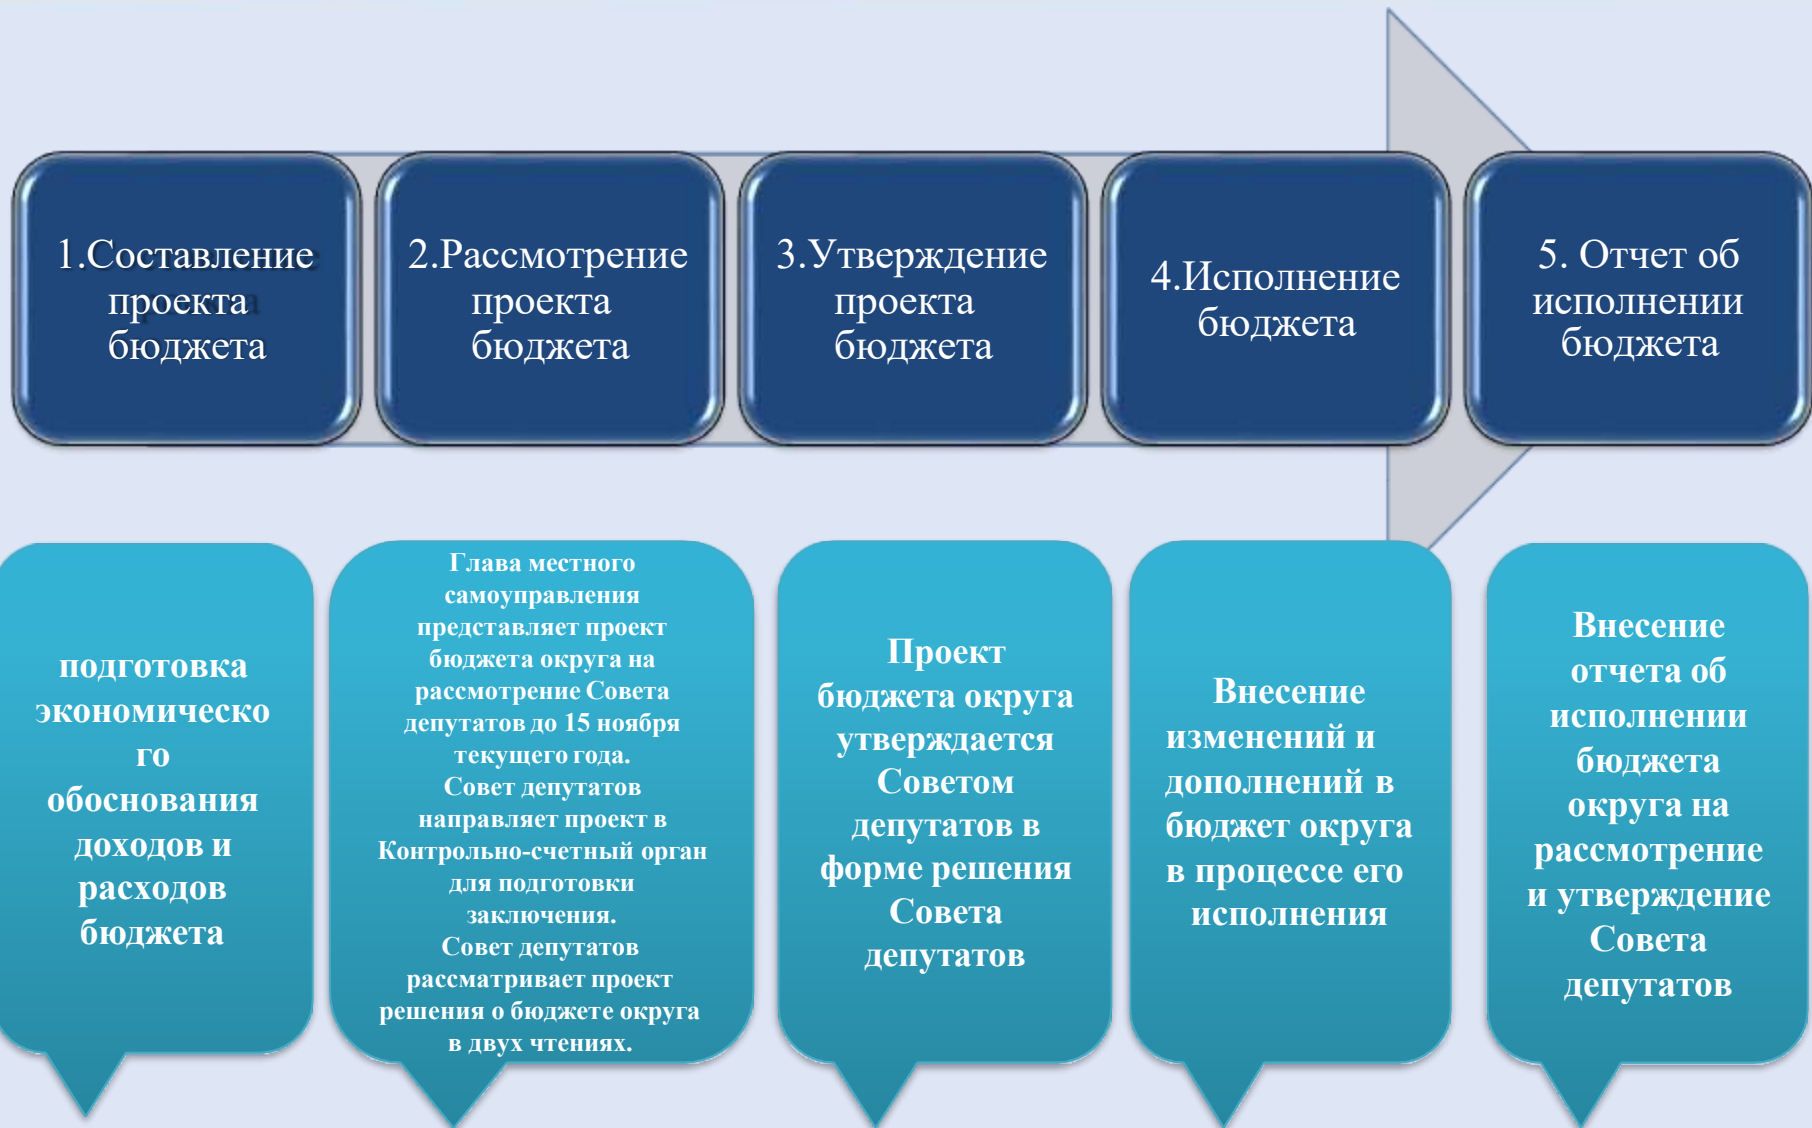 1.Составление
проекта
бюджета
2.Рассмотрение
проекта
бюджета
3.Утверждение
проекта
бюджета
4.Исполнение
бюджета
5. Отчет об
исполнении
бюджета
подготовка
экономическо
го
обоснования
доходов и
расходов
бюджета
Глава местного
самоуправления
представляет проект
бюджета округа на
рассмотрение Совета
депутатов до 15 ноября
текущего года.
Совет депутатов
направляет проект в
Контрольно-счетный орган
для подготовки
заключения.
Совет депутатов
рассматривает проект
решения о бюджете округа
в двух чтениях.
Проект
бюджета округа
утверждается
Советом
депутатов в
форме решения
Совета
депутатов
Внесение
изменений и
дополнений в
бюджет округа
в процессе его
исполнения
Внесение
отчета об
исполнении
бюджета
округа на
рассмотрение
и утверждение
Совета
депутатов